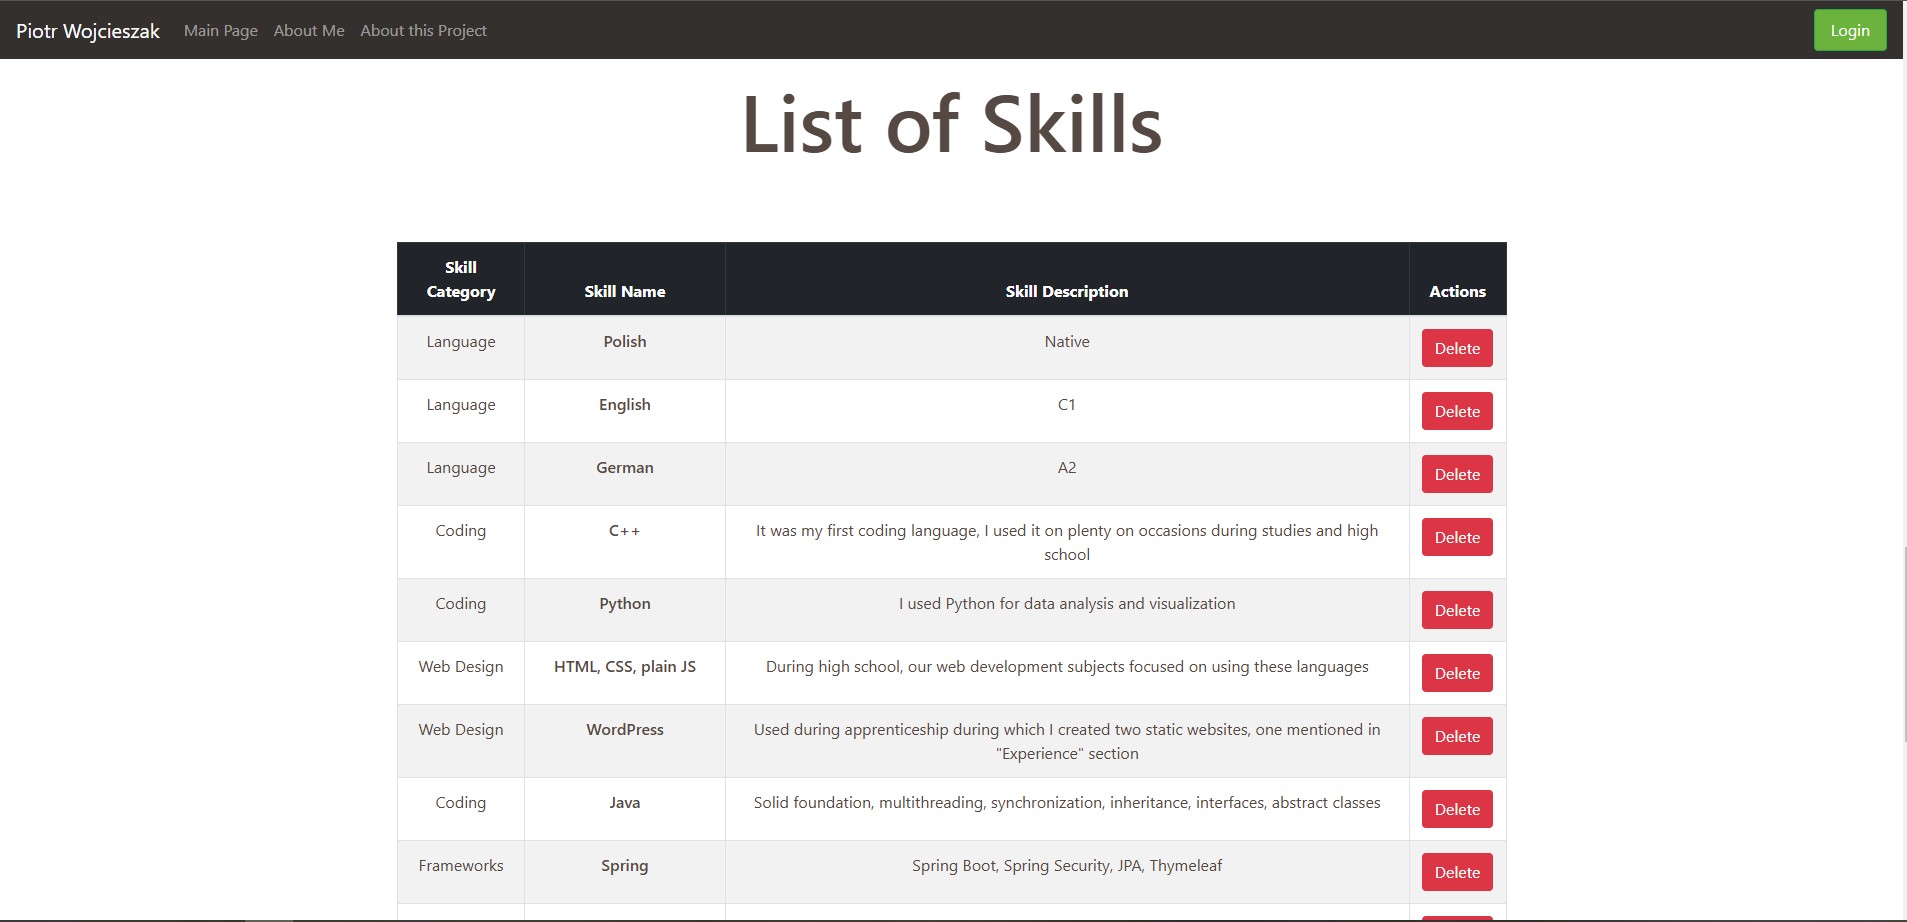 Piotr Wojcieszak Main Page About Me About this Project Login
List of Skills
Skill
Category Skill Name Skill Description Actions
Language Polish Native Delete
Language English C1 Delete
Language German A2 Delete
Coding C++ It was my first coding language, I used it on plenty on occasions during studies and high
school Delete
Coding Python I used Python for data analysis and visualization Delete
Web Design HTML, CSS, plain JS During high school, our web development subjects focused on using these languages Delete
Web Design WordPress Used during apprenticeship during which I created two static websites, one mentioned in
"Experience" section Delete
Coding Java Solid foundation, multithreading, synchronization, inheritance, interfaces, abstract classes Delete
Frameworks Spring Spring Boot, Spring Security, JPA, Thymeleaf Delete